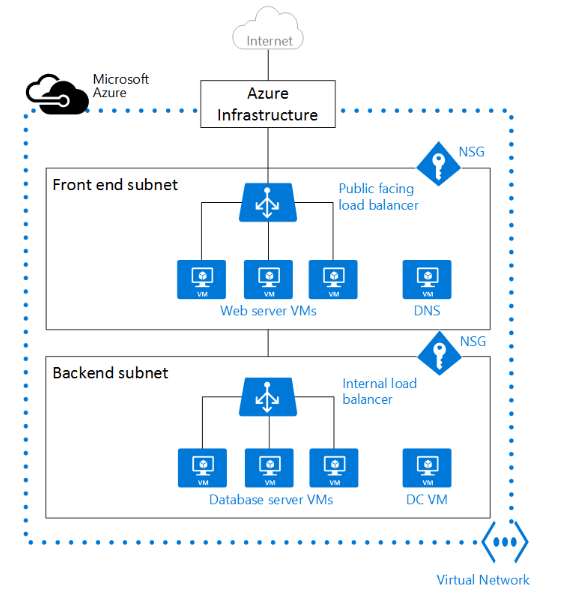 Internet
Microsoft
Azure
Azure
Infrastructure
NSG
Front end subnet
Public facing
load balancer
VM
VM
VM
VM
Web server VMs
DNS
NSG
Backend subnet
Internal load
balancer
VM
VM
VM
VM
Database server VMs
DC VM
Virtual Network